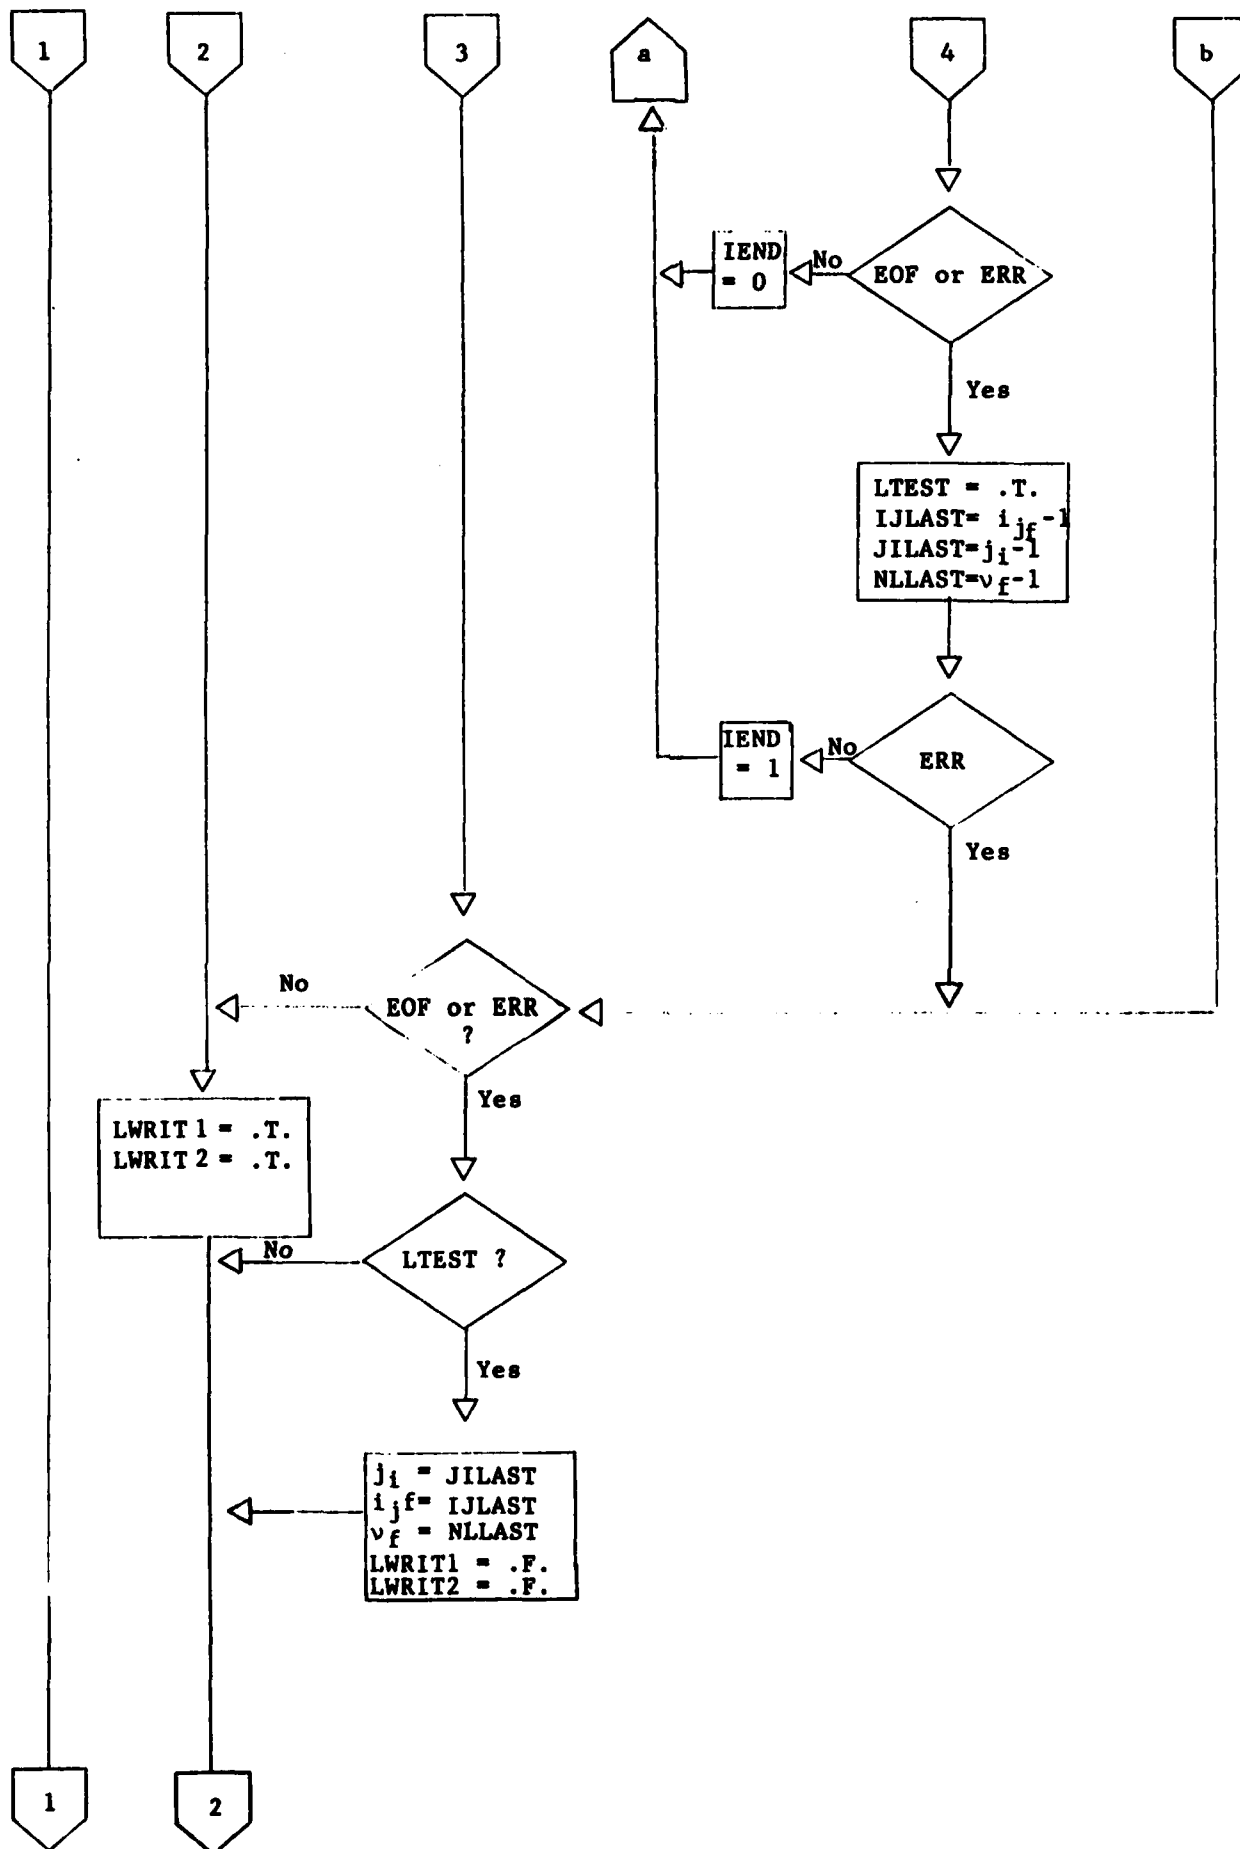 1
2
3
a
4
b
IEND
= 0
No
EOF or ERR
Yes
LTEST = .T.
IJLAST= i_jf-1
JILAST=j_i-1
NLLAST=ν_f-1
IEND
= 1
No
ERR
Yes
No
EOF or ERR
?
Yes
LWRIT1 = .T.
LWRIT2 = .T.
No
LTEST ?
Yes
j_i = JILAST
i_jf= IJLAST
ν_f = NLLAST
LWRIT1 = .F.
LWRIT2 = .F.
1
2